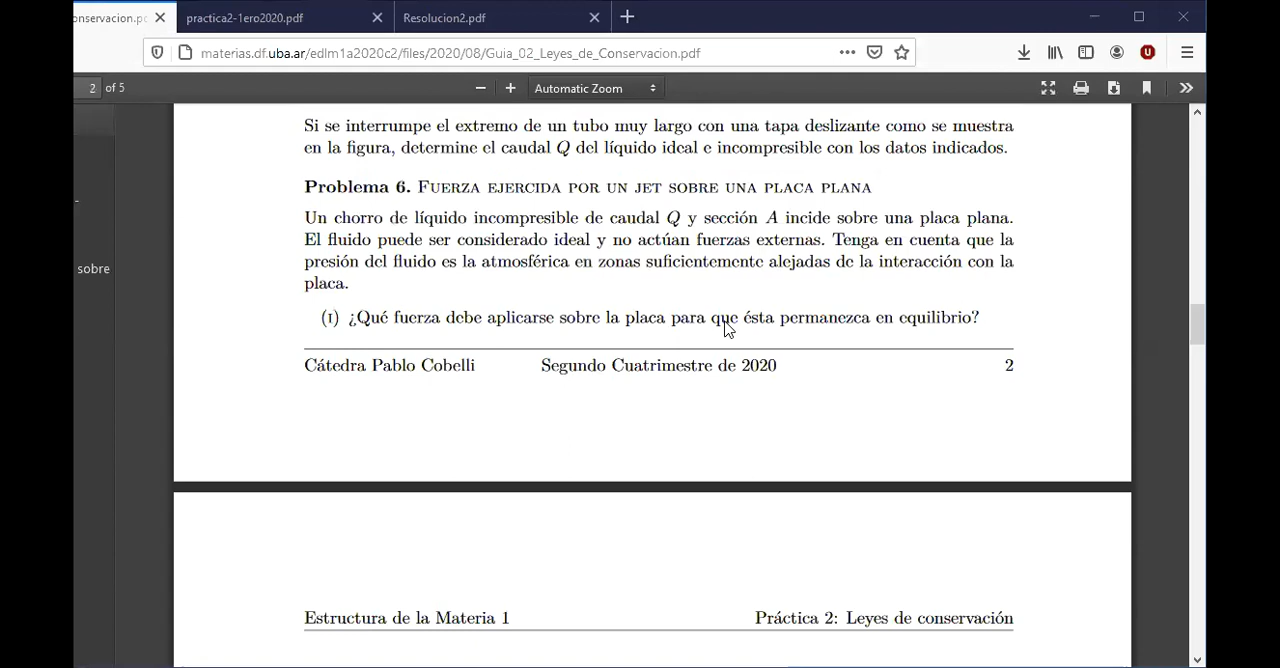 onservacion.pc
practica2-1ero2020.pdf
Resolucion2.pdf
materias.df.uba.ar/edlm1a2020c2/files/2020/08/Guia_02_Leyes_de_Conservacion.pdf
2 of 5
Automatic Zoom
sobre
Si se interrumpe el extremo de un tubo muy largo con una tapa deslizante como se muestra
en la figura, determine el caudal Q del líquido ideal e incompresible con los datos indicados.
Problema 6. Fuerza ejercida por un jet sobre una placa plana
Un chorro de líquido incompresible de caudal Q y sección A incide sobre una placa plana.
El fluido puede ser considerado ideal y no actúan fuerzas externas. Tenga en cuenta que la
presión del fluido es la atmosférica en zonas suficientemente alejadas de la interacción con la
placa.
(I) ¿Qué fuerza debe aplicarse sobre la placa para que ésta permanezca en equilibrio?
Cátedra Pablo Cobelli Segundo Cuatrimestre de 2020 2
Estructura de la Materia 1 Práctica 2: Leyes de conservación